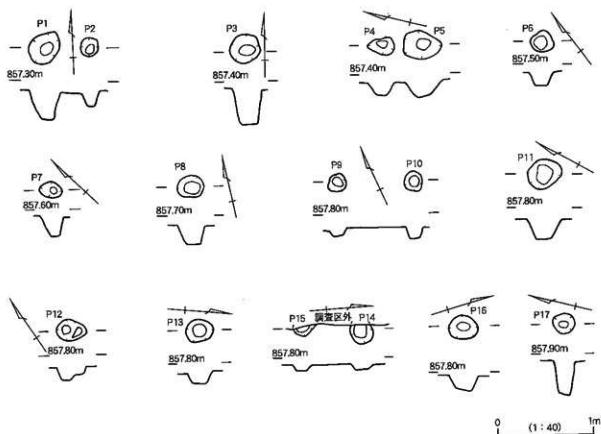 P1 P2
857.30m
P3
857.40m
P4 P5
857.40m
P6
857.50m
P7
857.60m
P8
857.70m
P9 P10
857.80m
P11
857.80m
P12
857.80m
P13
857.80m
P15 調査区外 P14
857.80m
P16
857.80m
P17
857.90m
0 (1:40) 1m